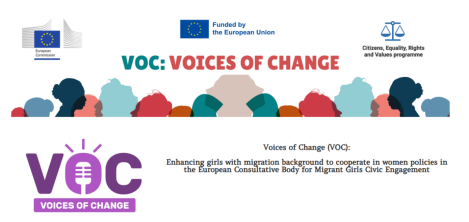 European
Commission
Funded by
the European Union
Citizens, Equality, Rights
and Values programme
VOC: VOICES OF CHANGE
VOC
VOICES OF CHANGE
Voices of Change (VOC):
Enhancing girls with migration background to cooperate in women policies in
the European Consultative Body for Migrant Girls Civic Engagement